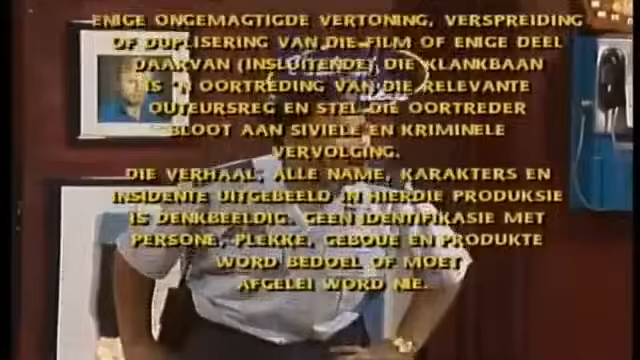 ENIGE ONGEMAGTIGDE VERTONING, VERSPREIDING
OF DUPLISERING VAN DIE FILM OF ENIGE DEEL
DAARVAN (INSLUITENDE) DIE KLANKBAAN
IS 'N OORTREDING VAN DIE RELEVANTE
OUTEURSREG EN STEL DIE OORTREDER
BLOOT AAN SIVIELE EN KRIMINELE
VERVOLGING.
DIE VERHAAL, ALLE NAME, KARAKTERS EN
INSIDENTE UITGEBEELD IN HIERDIE PRODUKSIE
IS DENKBEELDIG. GEEN IDENTIFIKASIE MET
PERSONE, PLEKKE, GEBOUE EN PRODUKTE
WORD BEDOEL OF MOET
AFGELEI WORD NIE.